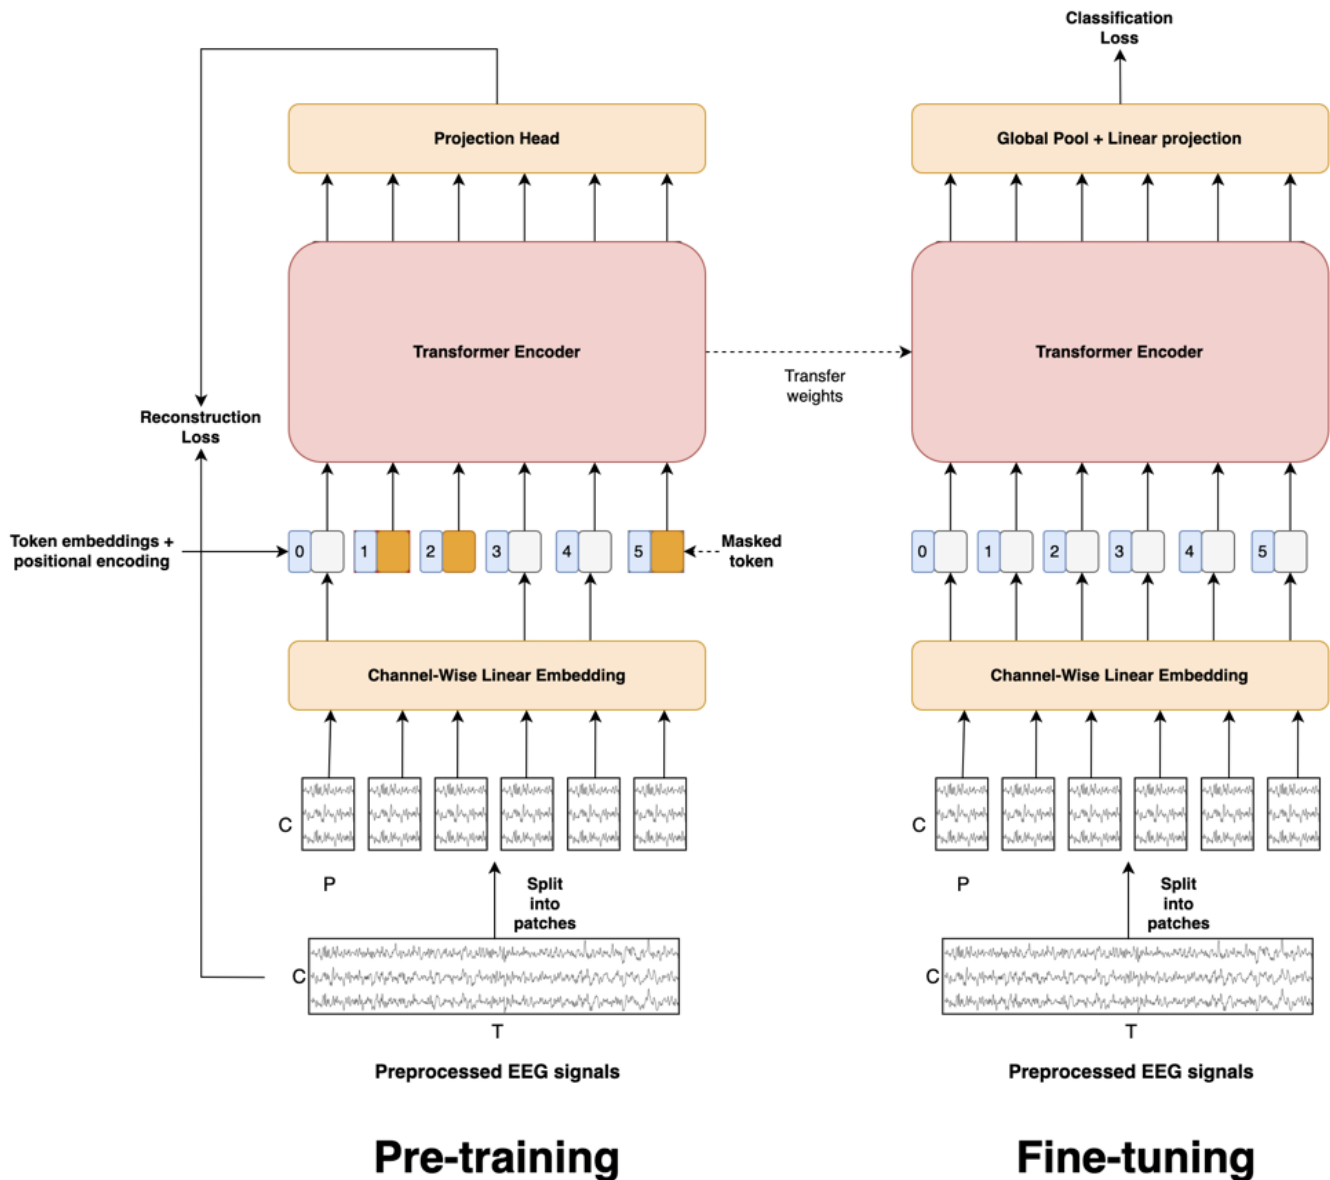 Classification
Loss
Projection Head
Global Pool + Linear projection
Transformer Encoder
Transformer Encoder
Transfer
weights
Reconstruction
Loss
Token embeddings +
positional encoding
0
1
2
3
4
5
Masked
token
0
1
2
3
4
5
Channel-Wise Linear Embedding
Channel-Wise Linear Embedding
C
C
P
Split
into
patches
P
Split
into
patches
C
C
T
T
Preprocessed EEG signals
Preprocessed EEG signals
Pre-training
Fine-tuning